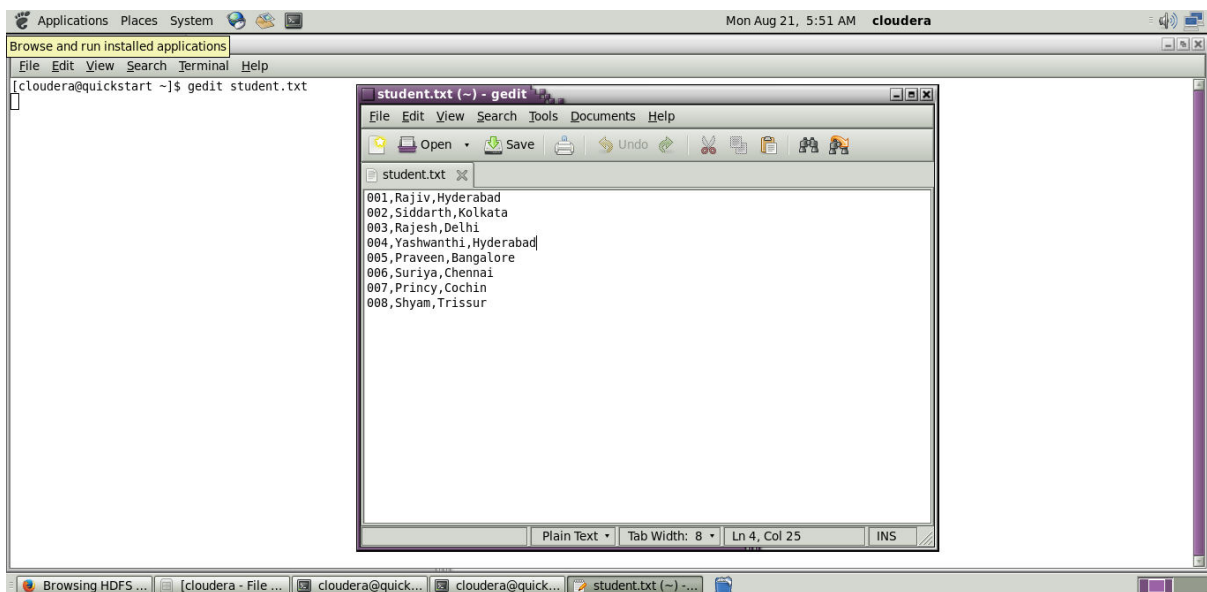 Applications Places System Mon Aug 21, 5:51 AM cloudera
Browse and run installed applications
File Edit View Search Terminal Help
[cloudera@quickstart ~]$ gedit student.txt
student.txt (~) - gedit
File Edit View Search Tools Documents Help
Open Save Undo
student.txt
001,Rajiv,Hyderabad
002,Siddarth,Kolkata
003,Rajesh,Delhi
004,Yashwanthi,Hyderabad
005,Praveen,Bangalore
006,Suriya,Chennai
007,Princy,Cochin
008,Shyam,Trissur
Plain Text Tab Width: 8 Ln 4, Col 25 INS
Browsing HDFS ... [cloudera - File ... cloudera@quick... cloudera@quick... student.txt (~) -...